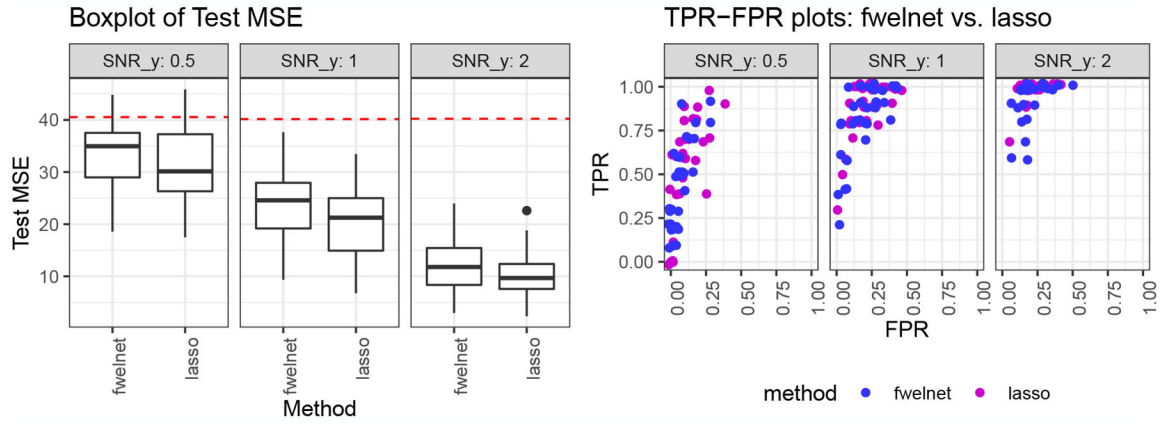 Boxplot of Test MSE
SNR_y: 0.5
SNR_y: 1
SNR_y: 2
Test MSE
40
30
20
10
fwelnet
lasso
fwelnet
lasso
fwelnet
lasso
Method
TPR−FPR plots: fwelnet vs. lasso
SNR_y: 0.5
SNR_y: 1
SNR_y: 2
TPR
1.00
0.75
0.50
0.25
0.00
0.00
0.25
0.50
0.75
1.00
0.00
0.25
0.50
0.75
1.00
0.00
0.25
0.50
0.75
1.00
FPR
method fwelnet lasso